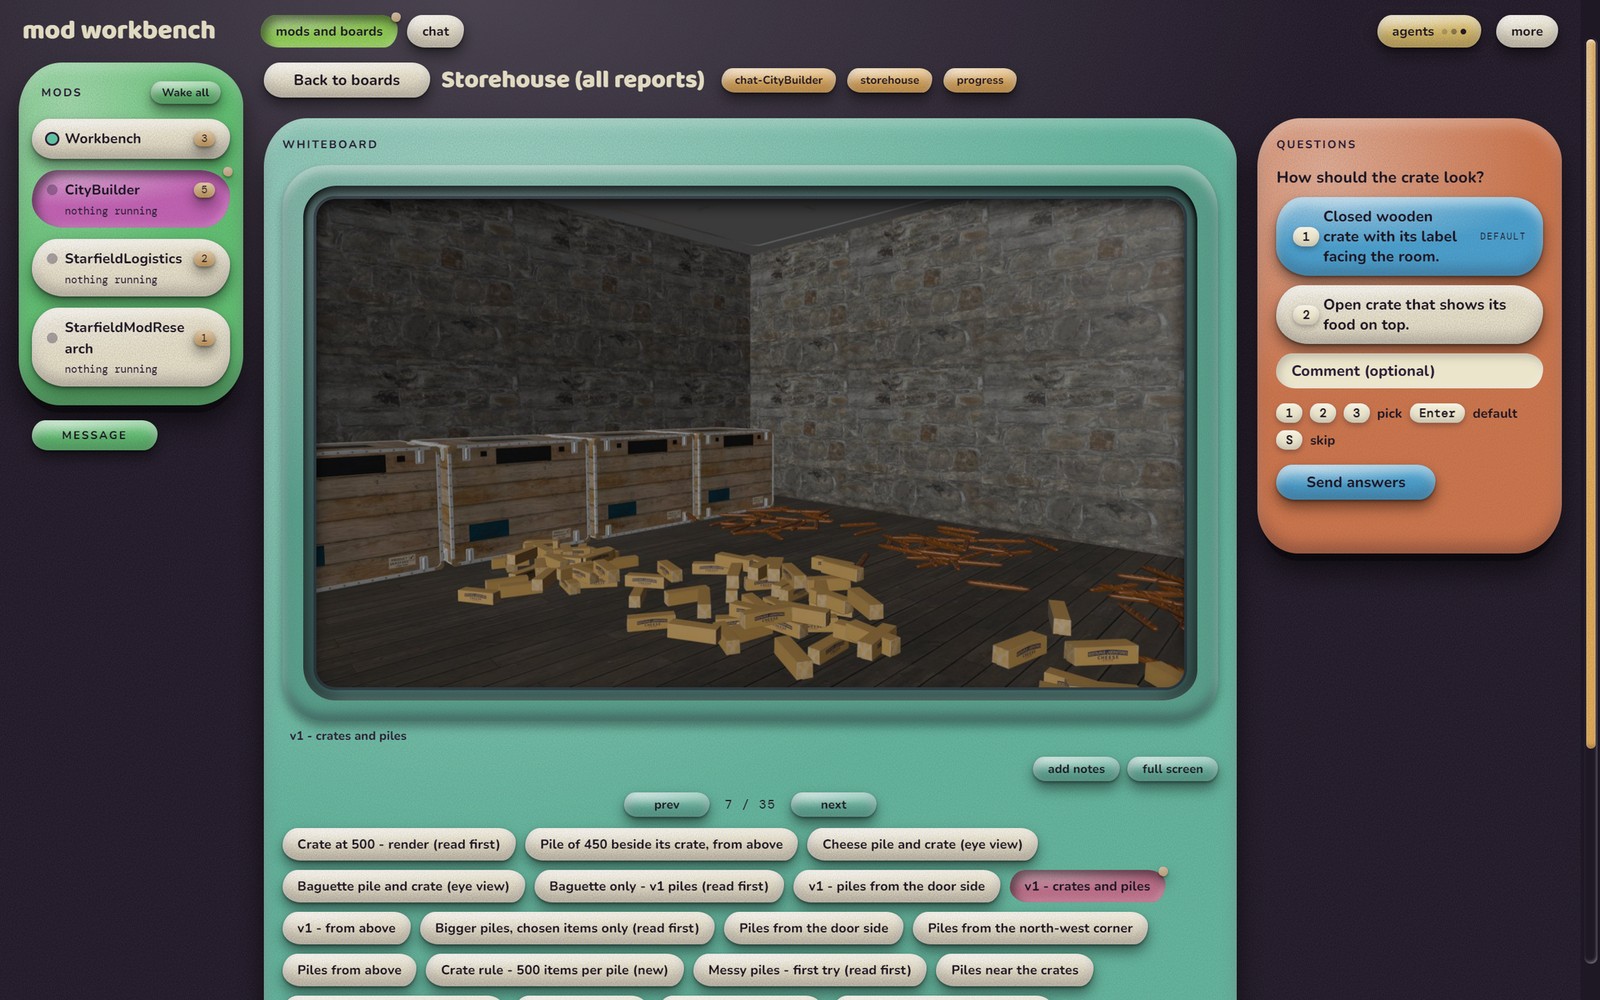 mod workbench
mods and boards
chat
agents
more
MODS
Wake all
Workbench
3
CityBuilder
5
nothing running
StarfieldLogistics
2
nothing running
StarfieldModRese
arch
1
nothing running
MESSAGE
Back to boards
Storehouse (all reports)
chat-CityBuilder
storehouse
progress
WHITEBOARD
CHEESE
v1 - crates and piles
add notes
full screen
prev
7 / 35
next
Crate at 500 - render (read first)
Pile of 450 beside its crate, from above
Cheese pile and crate (eye view)
Baguette pile and crate (eye view)
Baguette only - v1 piles (read first)
v1 - piles from the door side
v1 - crates and piles
v1 - from above
Bigger piles, chosen items only (read first)
Piles from the door side
Piles from the north-west corner
Piles from above
Crate rule - 500 items per pile (new)
Messy piles - first try (read first)
Piles near the crates
QUESTIONS
How should the crate look?
1
Closed wooden
crate with its label
facing the room.
DEFAULT
2
Open crate that shows its
food on top.
Comment (optional)
1 2 3 pick Enter default
S skip
Send answers